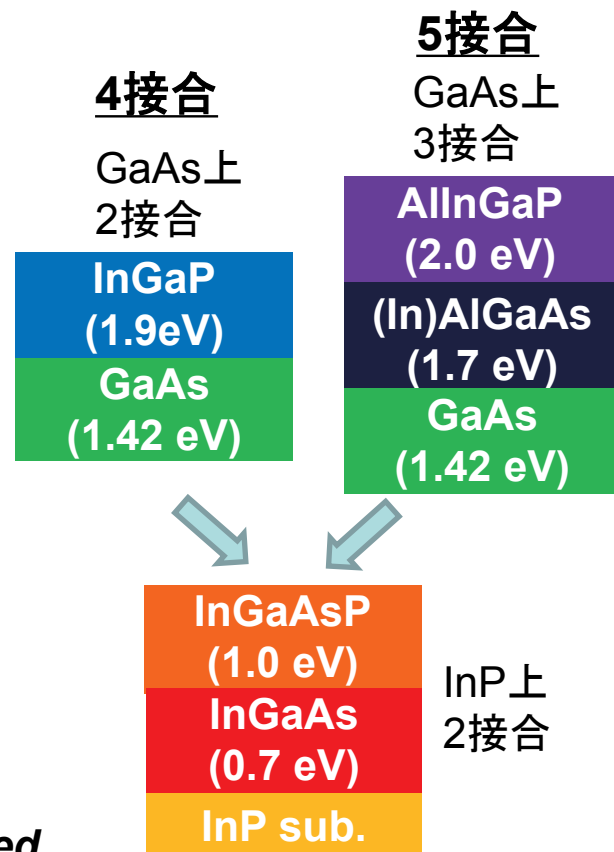 4接合
GaAs上
2接合
InGaP
(1.9eV)
GaAs
(1.42 eV)
5接合
GaAs上
3接合
AlInGaP
(2.0 eV)
(In)AlGaAs
(1.7 eV)
GaAs
(1.42 eV)
InGaAsP
(1.0 eV)
InGaAs
(0.7 eV)
InP sub.
InP上
2接合